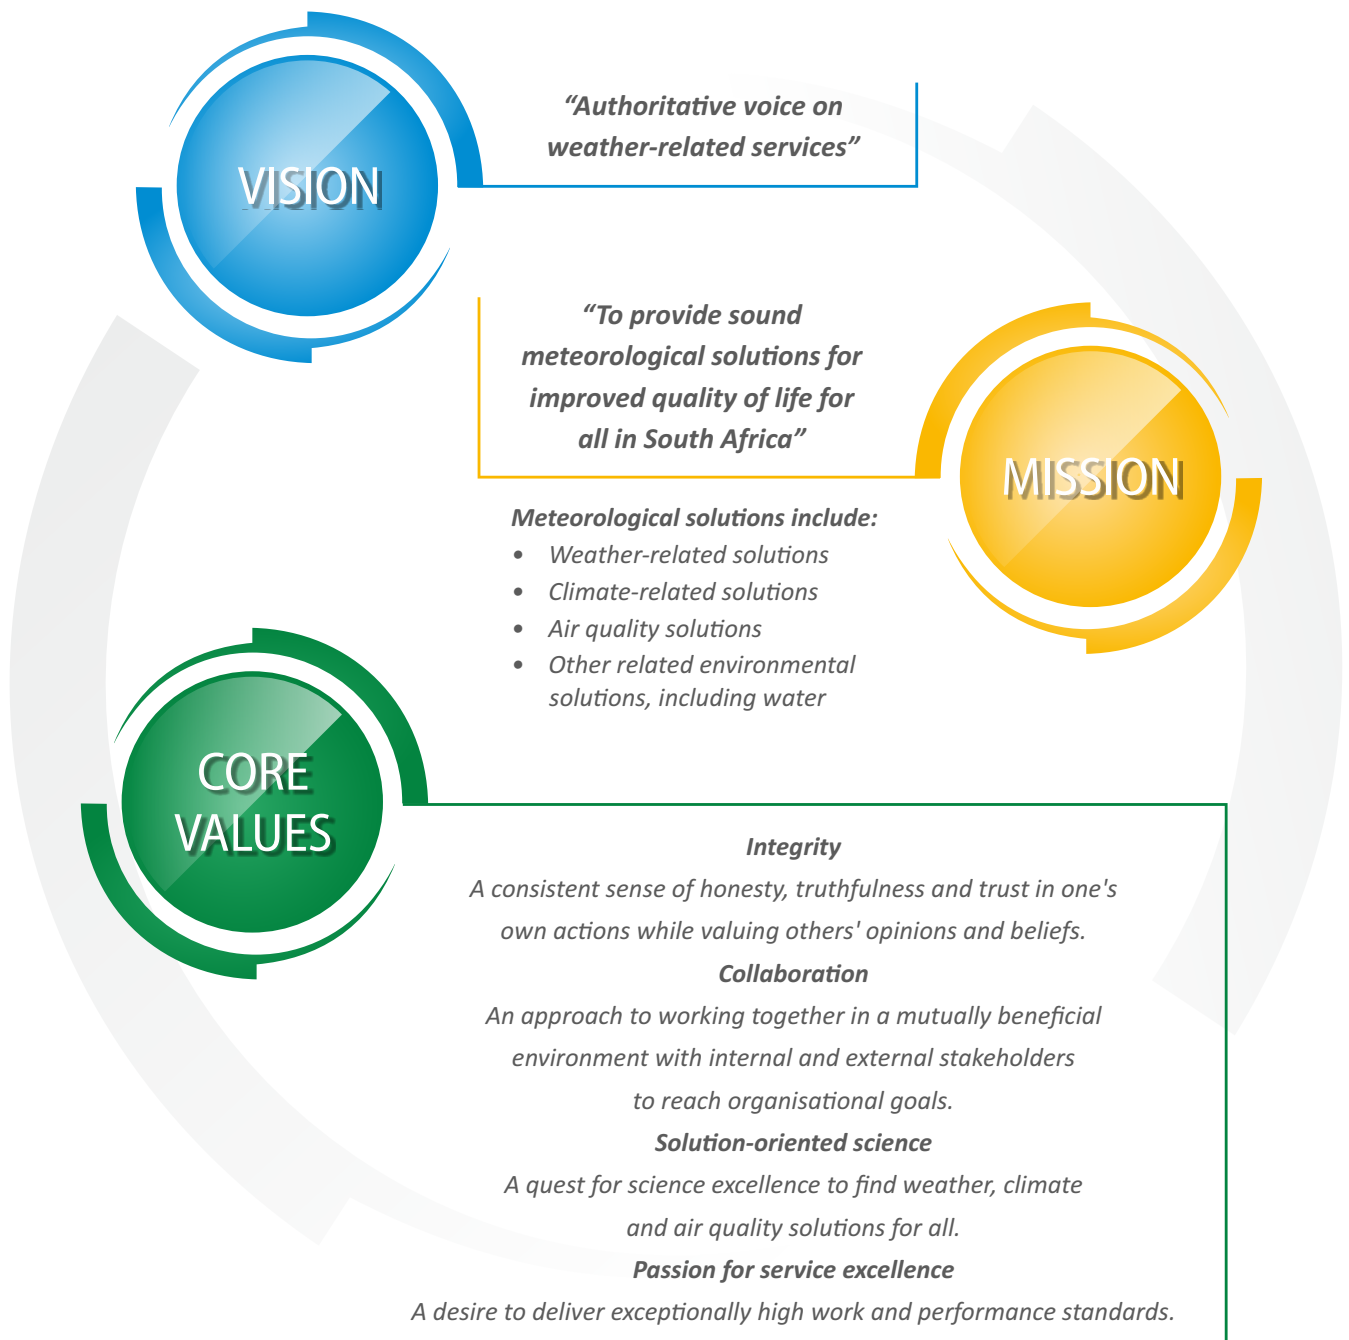 VISION
“Authoritative voice on
weather-related services”
“To provide sound
meteorological solutions for
improved quality of life for
all in South Africa”
MISSION
Meteorological solutions include:
• Weather-related solutions
• Climate-related solutions
• Air quality solutions
• Other related environmental
solutions, including water
CORE
VALUES
Integrity
A consistent sense of honesty, truthfulness and trust in one's
own actions while valuing others' opinions and beliefs.
Collaboration
An approach to working together in a mutually beneficial
environment with internal and external stakeholders
to reach organisational goals.
Solution-oriented science
A quest for science excellence to find weather, climate
and air quality solutions for all.
Passion for service excellence
A desire to deliver exceptionally high work and performance standards.